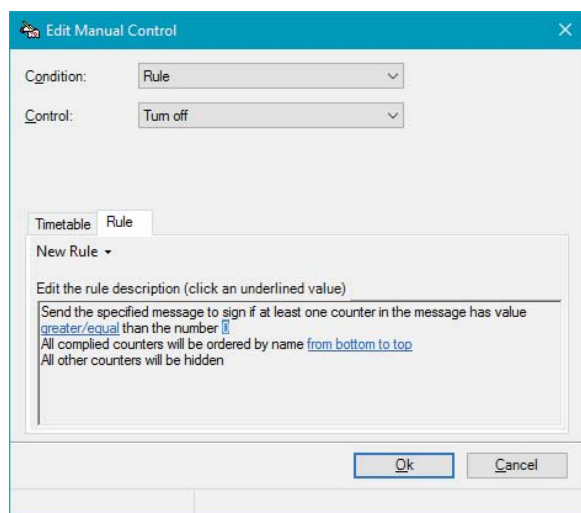 Edit Manual Control
Condition: Rule
Control: Turn off
Timetable Rule
New Rule
Edit the rule description (click an underlined value)
Send the specified message to sign if at least one counter in the message has value
greater/equal than the number 0
All complied counters will be ordered by name from bottom to top
All other counters will be hidden
Ok Cancel